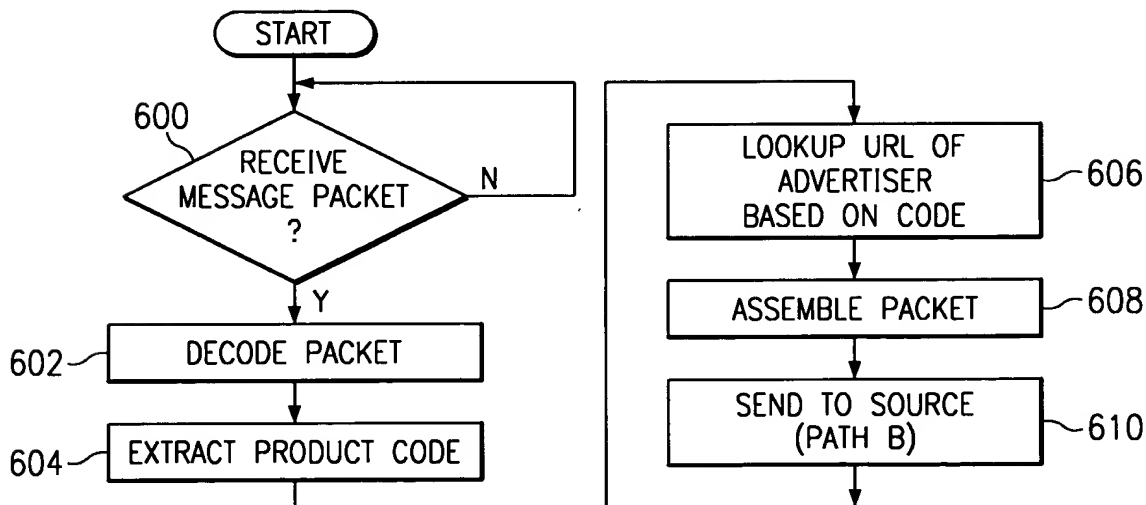 START
600
RECEIVE
MESSAGE PACKET
?
N
Y
602
DECODE PACKET
604
EXTRACT PRODUCT CODE
LOOKUP URL OF
ADVERTISER
BASED ON CODE
606
ASSEMBLE PACKET
608
SEND TO SOURCE
(PATH B)
610